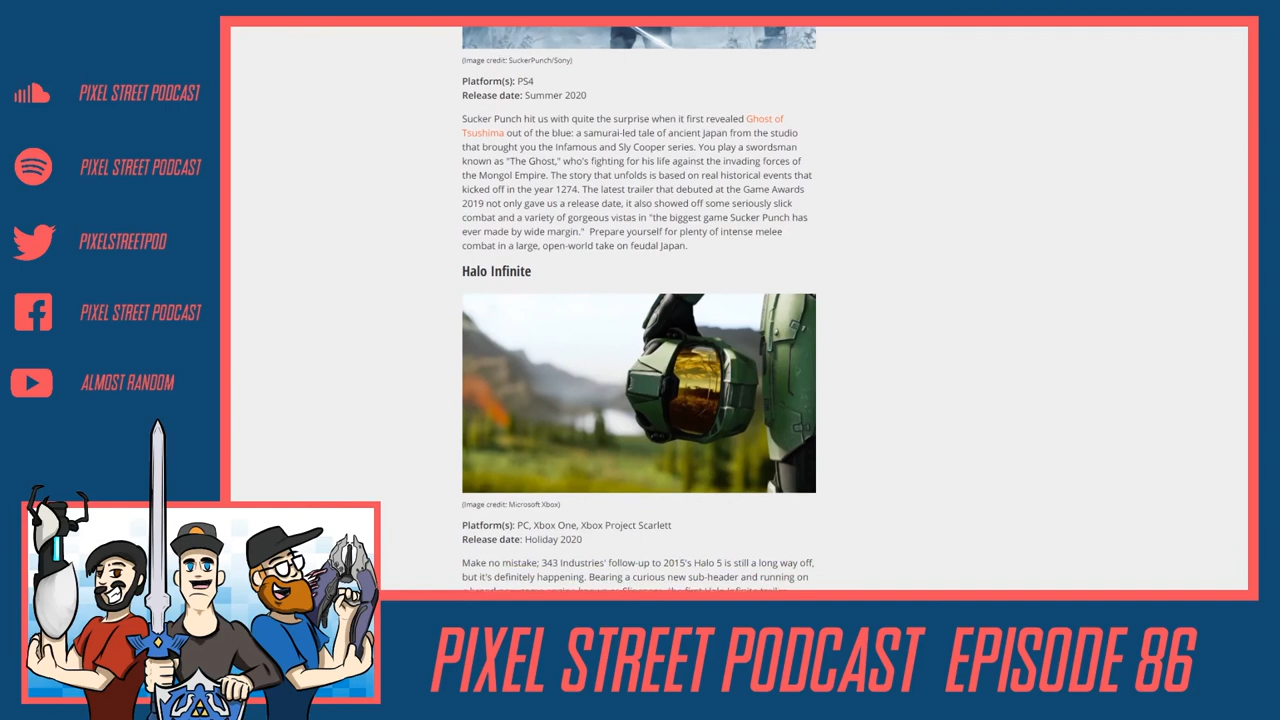 PIXEL STREET PODCAST
PIXEL STREET PODCAST
PIXELSTREETPOD
PIXEL STREET PODCAST
ALMOST RANDOM
(Image credit: SuckerPunch/Sony)
Platform(s): PS4
Release date: Summer 2020
Sucker Punch hit us with quite the surprise when it first revealed Ghost of
Tsushima out of the blue: a samurai-led tale of ancient Japan from the studio
that brought you the Infamous and Sly Cooper series. You play a swordsman
known as "The Ghost," who's fighting for his life against the invading forces of
the Mongol Empire. The story that unfolds is based on real historical events that
kicked off in the year 1274. The latest trailer that debuted at the Game Awards
2019 not only gave us a release date, it also showed off some seriously slick
combat and a variety of gorgeous vistas in "the biggest game Sucker Punch has
ever made by wide margin." Prepare yourself for plenty of intense melee
combat in a large, open-world take on feudal Japan.
Halo Infinite
(Image credit: Microsoft Xbox)
Platform(s): PC, Xbox One, Xbox Project Scarlett
Release date: Holiday 2020
Make no mistake; 343 Industries' follow-up to 2015's Halo 5 is still a long way off,
but it's definitely happening. Bearing a curious new sub-header and running on
PIXEL STREET PODCAST EPISODE 86